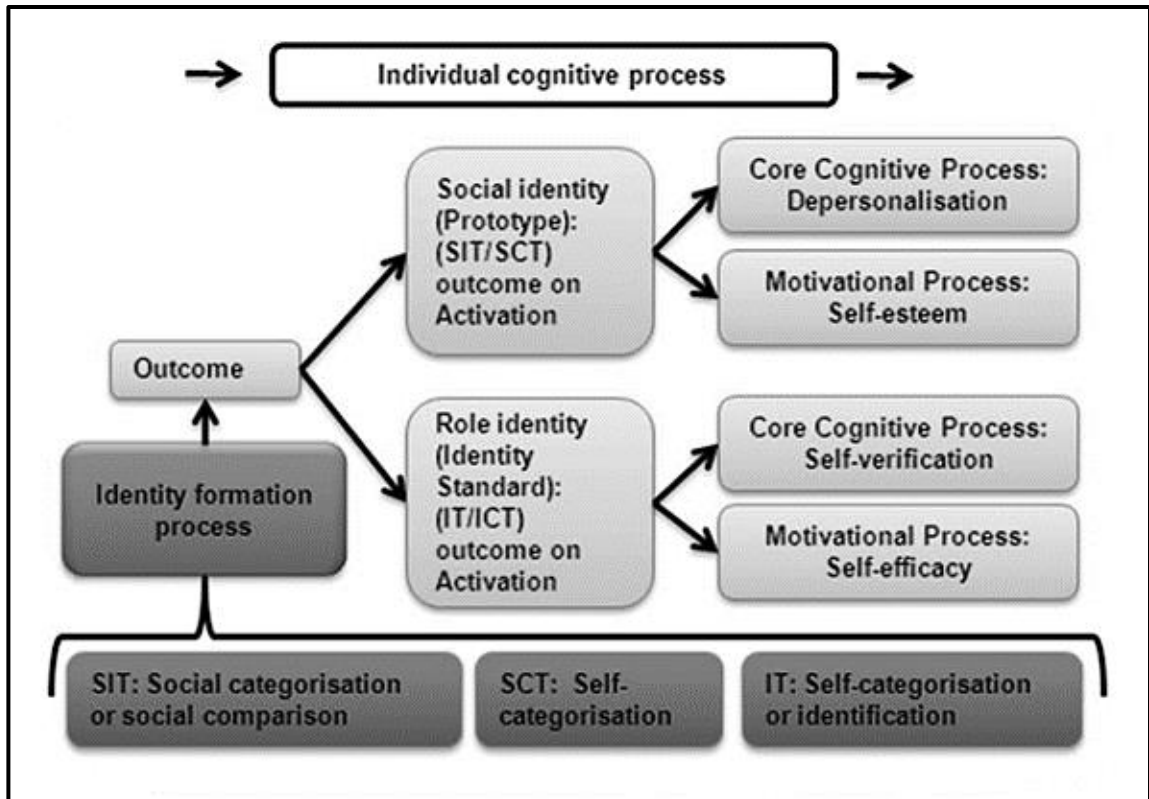 Individual cognitive process
Social identity
(Prototype):
(SIT/SCT)
outcome on
Activation
Core Cognitive Process:
Depersonalisation
Motivational Process:
Self-esteem
Outcome
Role identity
(Identity
Standard):
(IT/ICT)
outcome on
Activation
Core Cognitive Process:
Self-verification
Motivational Process:
Self-efficacy
Identity formation
process
SIT: Social categorisation
or social comparison
SCT: Self-
categorisation
IT: Self-categorisation
or identification